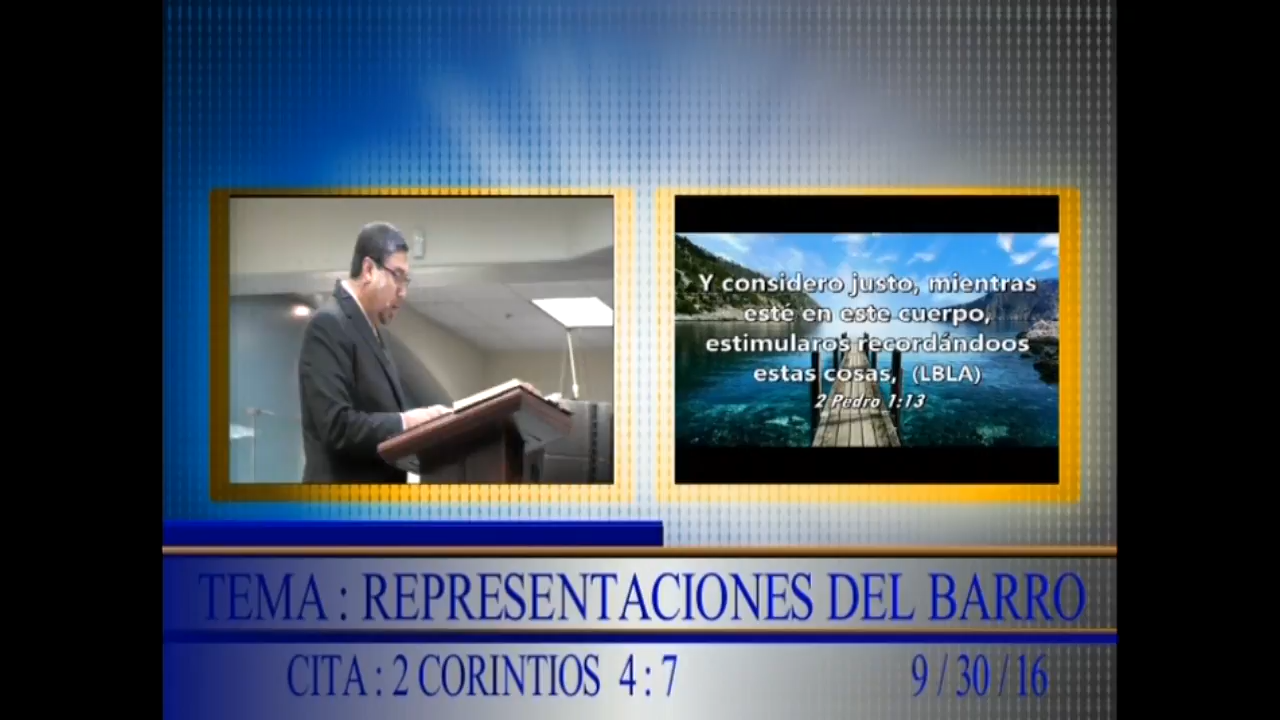 Y considero justo, mientras
esté en este cuerpo,
estimularos recordándoos
estas cosas, (LBLA)
2 Pedro 1:13
TEMA : REPRESENTACIONES DEL BARRO
CITA : 2 CORINTIOS 4 : 7 9 / 30 / 16